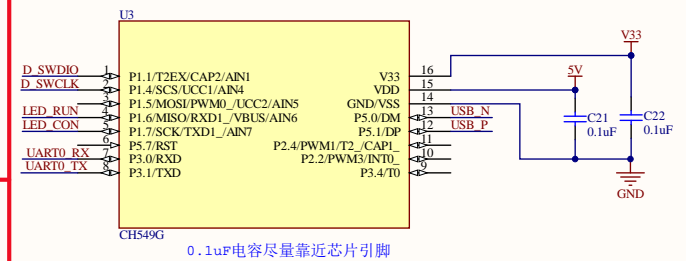 U3
V33
D_SWDIO 1 P1.1/T2EX/CAP2/AIN1 V33 16
D_SWCLK 2 P1.4/SCS/UCC1/AIN4 VDD 15 5V
3 P1.5/MOSI/PWM0_/UCC2/AIN5 GND/VSS 14
LED_RUN 4 P1.6/MISO/RXD1_/VBUS/AIN6 P5.0/DM 13 USB_N
LED_CON 5 P1.7/SCK/TXD1_/AIN7 P5.1/DP 12 USB_P
6 P5.7/RST P2.4/PWM1/T2_/CAP1_ 11
UART0_RX 7 P3.0/RXD P2.2/PWM3/INT0_ 10
UART0_TX 8 P3.1/TXD P3.4/T0 9
C21
0.1uF
C22
0.1uF
GND
CH549G
0.1uF电容尽量靠近芯片引脚